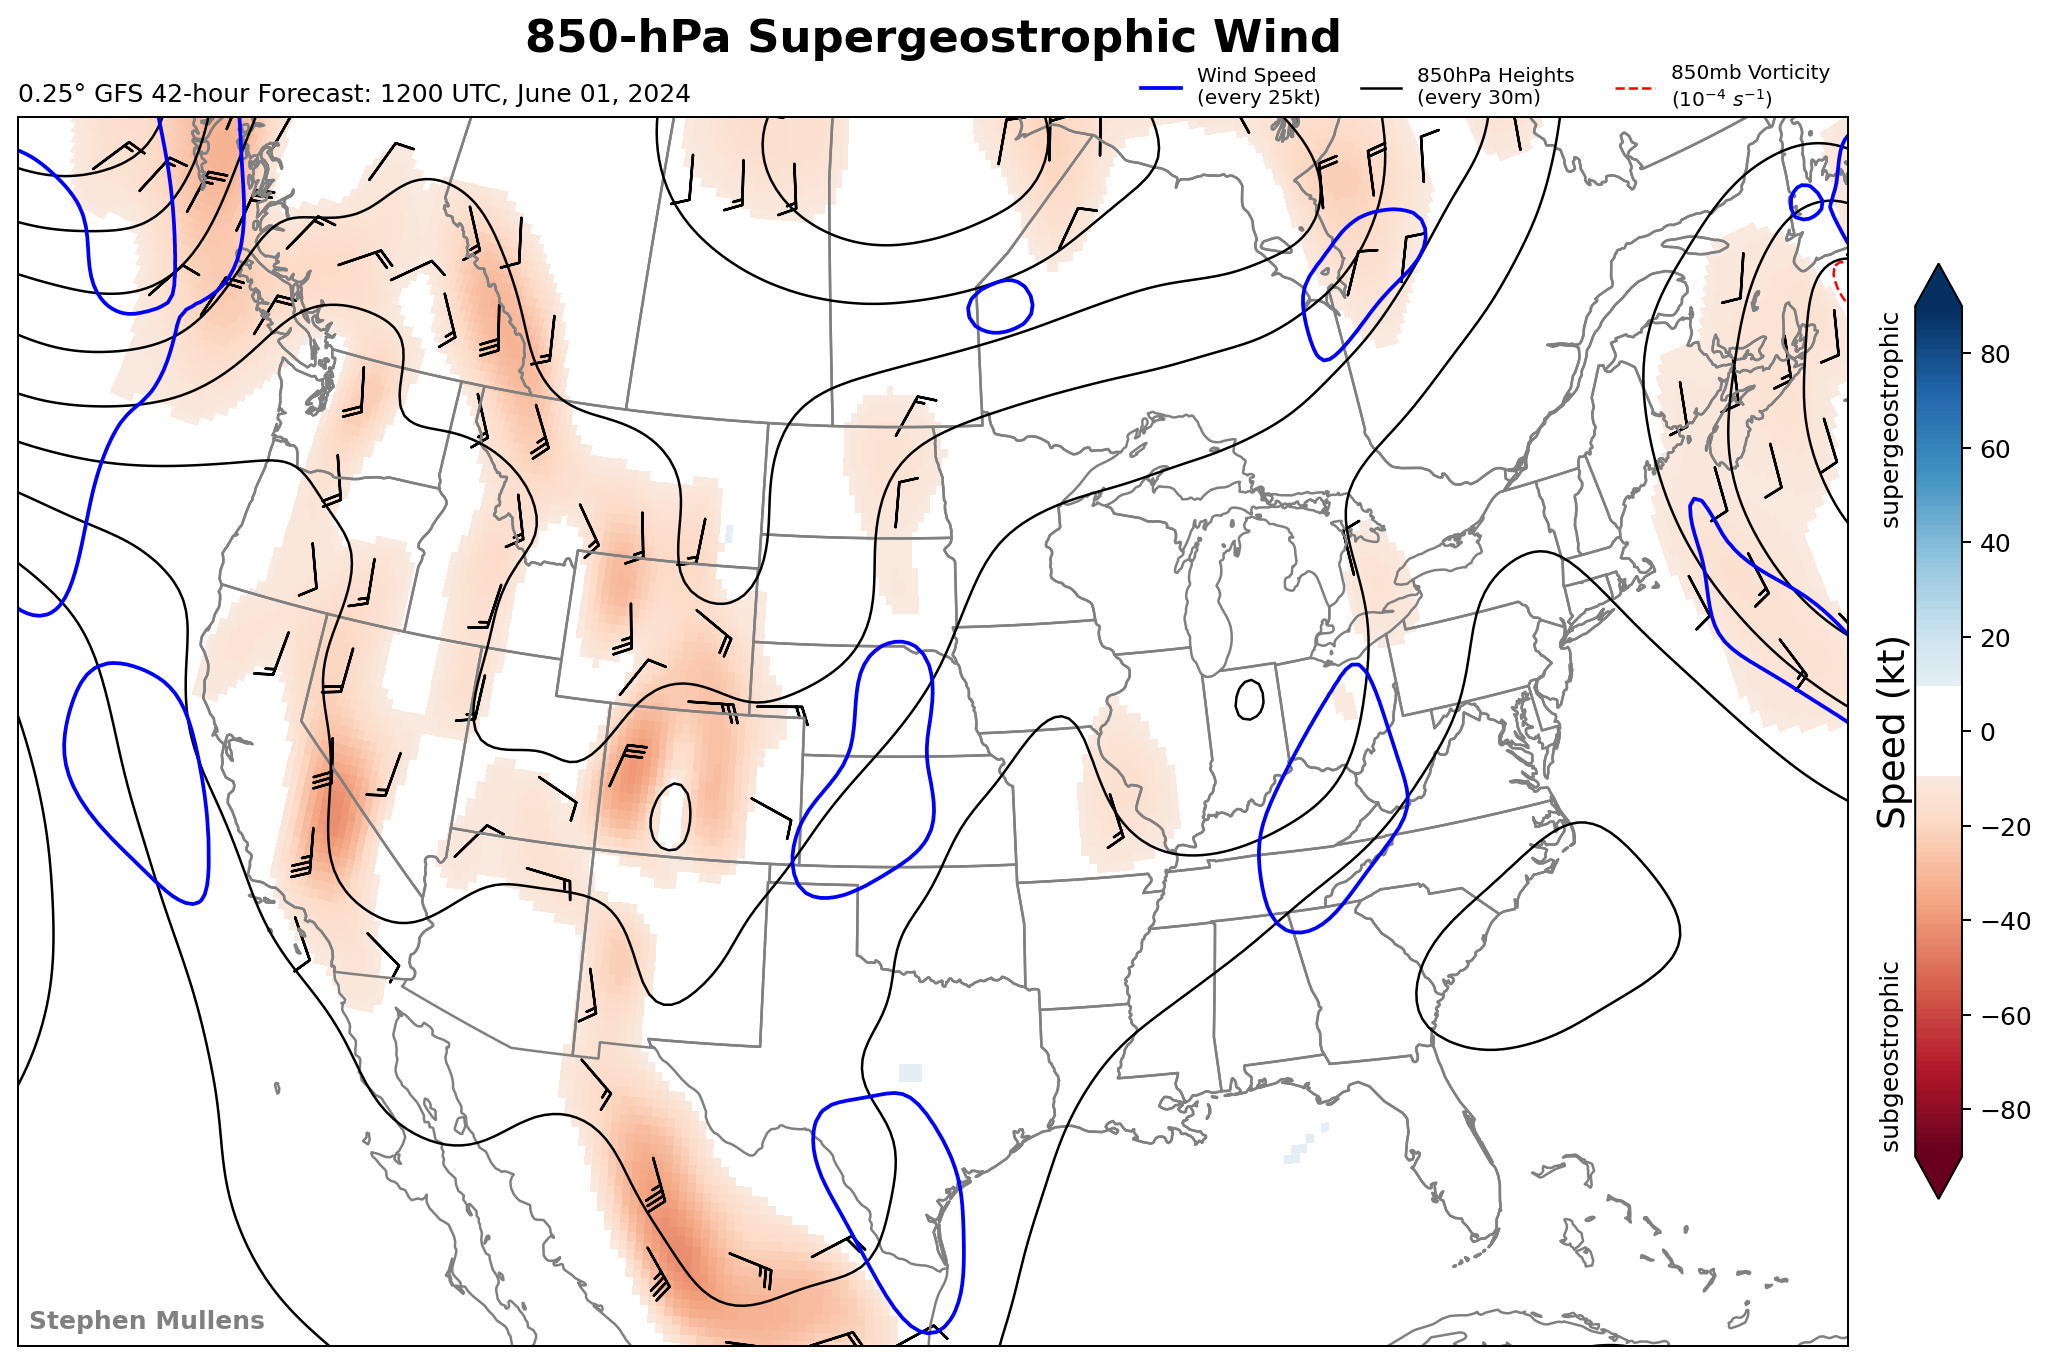 850-hPa Supergeostrophic Wind
0.25° GFS 42-hour Forecast: 1200 UTC, June 01, 2024
Wind Speed
(every 25kt)
850hPa Heights
(every 30m)
850mb Vorticity
(10⁻⁴ s⁻¹)
supergeostrophic
Speed (kt)
subgeostrophic
80
60
40
20
0
−20
−40
−60
−80
Stephen Mullens